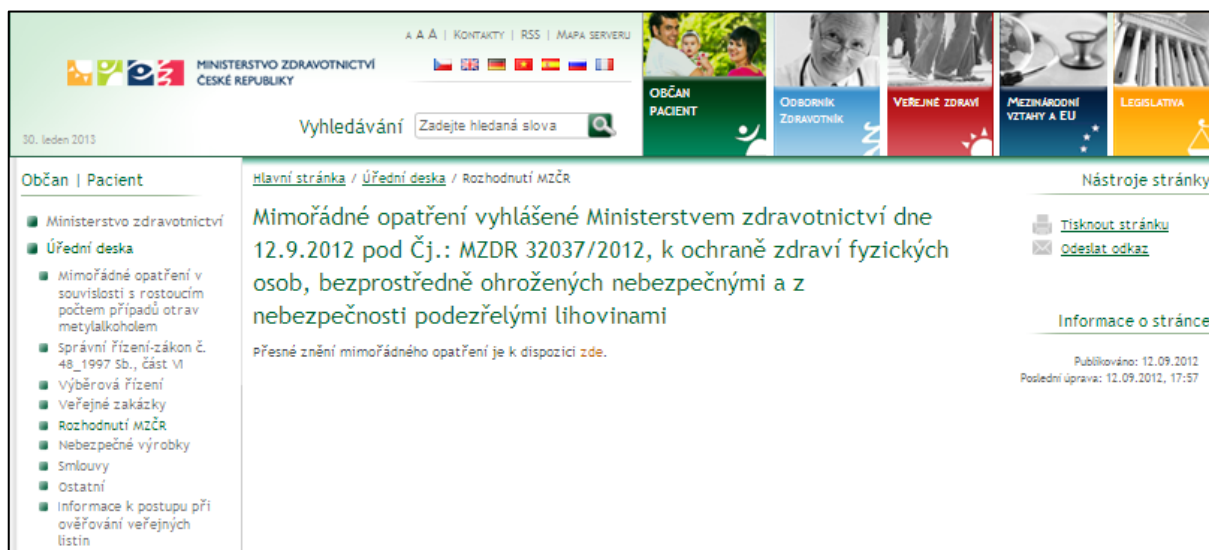 A A A | Kontakty | RSS | Mapa serveru
MINISTERSTVO ZDRAVOTNICTVÍ
ČESKÉ REPUBLIKY
Vyhledávání Zadejte hledaná slova
30. leden 2013
OBČAN
PACIENT
Odborník
Zdravotník
Veřejné zdraví
Mezinárodní
vztahy a EU
Legislativa
Občan | Pacient
Ministerstvo zdravotnictví
Úřední deska
Mimořádné opatření v
souvislosti s rostoucím
počtem případů otrav
metylalkoholem
Správní řízení-zákon č.
48_1997 Sb., část VI
Výběrová řízení
Veřejné zakázky
Rozhodnutí MZČR
Nebezpečné výrobky
Smlouvy
Ostatní
Informace k postupu při
ověřování veřejných
listin
Hlavní stránka / Úřední deska / Rozhodnutí MZČR
Mimořádné opatření vyhlášené Ministerstvem zdravotnictví dne
12.9.2012 pod Čj.: MZDR 32037/2012, k ochraně zdraví fyzických
osob, bezprostředně ohrožených nebezpečnými a z
nebezpečnosti podezřelými lihovinami
Přesné znění mimořádného opatření je k dispozici zde.
Nástroje stránky
Tisknout stránku
Odeslat odkaz
Informace o stránce
Publikováno: 12.09.2012
Poslední úprava: 12.09.2012, 17:57